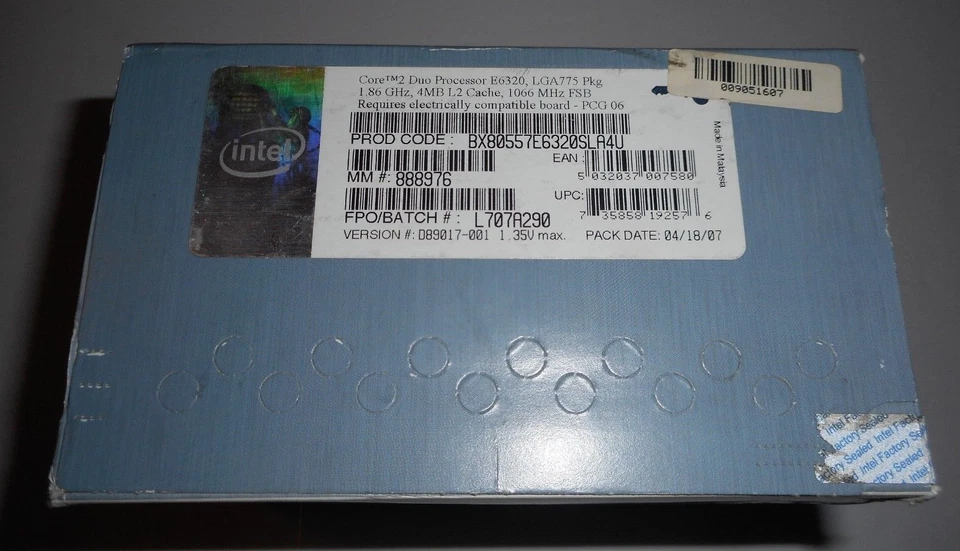 Core™2 Duo Processor E6320, LGA775 Pkg
1.86 GHz, 4MB L2 Cache, 1066 MHz FSB
Requires electrically compatible board - PCG 06
009051607
intel
PROD CODE : BX80557E6320SLA4U
EAN :
5 032037 007580
MM #: 888976
UPC:
7 35858 19257 6
FPO/BATCH # : L707A290
VERSION #: D89017-001 1.35V max. PACK DATE: 04/18/07
Made in Malaysia
Intel Factory
Factory Sealed Intel
Sealed Intel Factory
Intel Factory Sealed